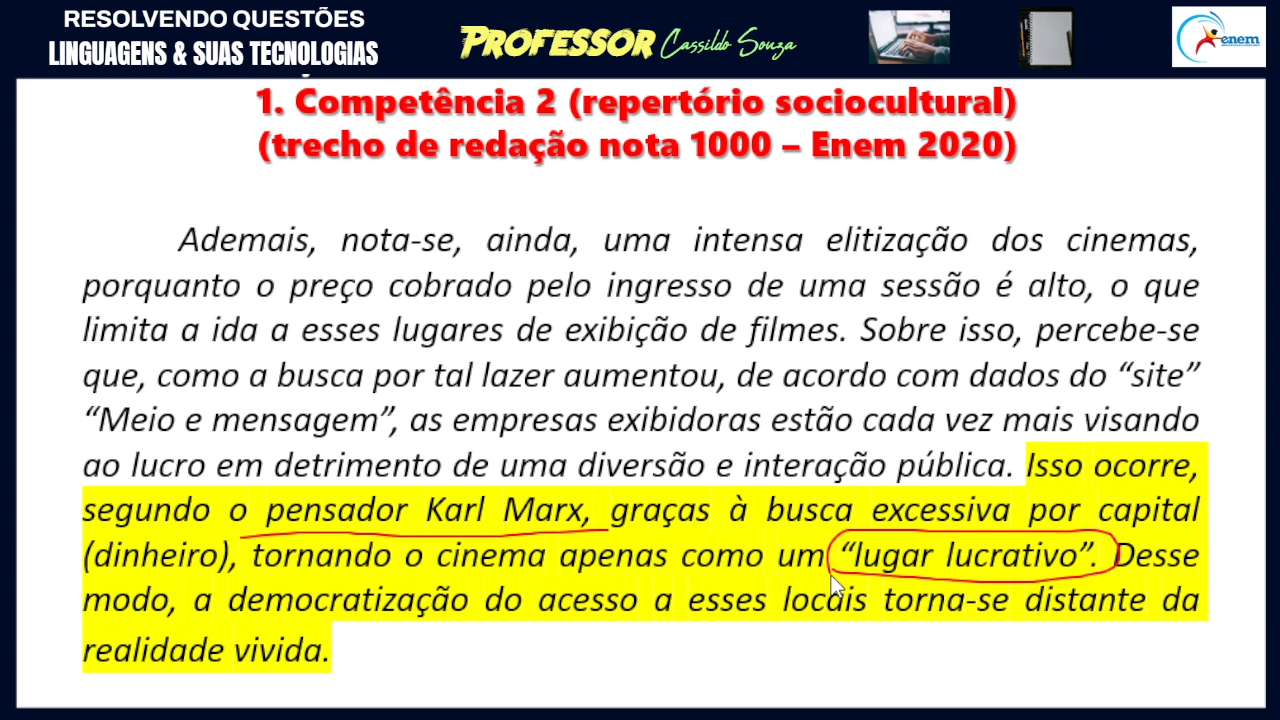 RESOLVENDO QUESTÕES
LINGUAGENS & SUAS TECNOLOGIAS
PROFESSOR Cassildo Souza
enem
1. Competência 2 (repertório sociocultural)
(trecho de redação nota 1000 – Enem 2020)
Ademais, nota-se, ainda, uma intensa elitização dos cinemas,
porquanto o preço cobrado pelo ingresso de uma sessão é alto, o que
limita a ida a esses lugares de exibição de filmes. Sobre isso, percebe-se
que, como a busca por tal lazer aumentou, de acordo com dados do “site”
“Meio e mensagem”, as empresas exibidoras estão cada vez mais visando
ao lucro em detrimento de uma diversão e interação pública. Isso ocorre,
segundo o pensador Karl Marx, graças à busca excessiva por capital
(dinheiro), tornando o cinema apenas como um “lugar lucrativo”. Desse
modo, a democratização do acesso a esses locais torna-se distante da
realidade vivida.